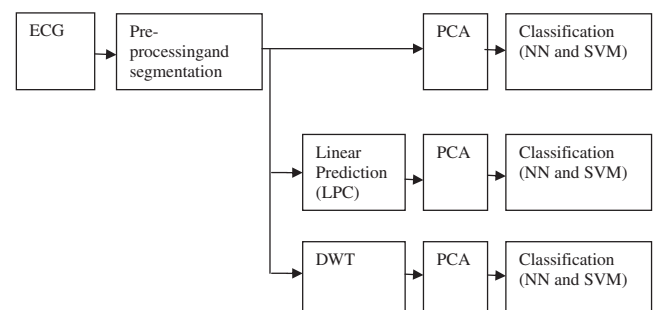 ECG
Pre-
processingand
segmentation
PCA
Classification
(NN and SVM)
Linear
Prediction
(LPC)
PCA
Classification
(NN and SVM)
DWT
PCA
Classification
(NN and SVM)